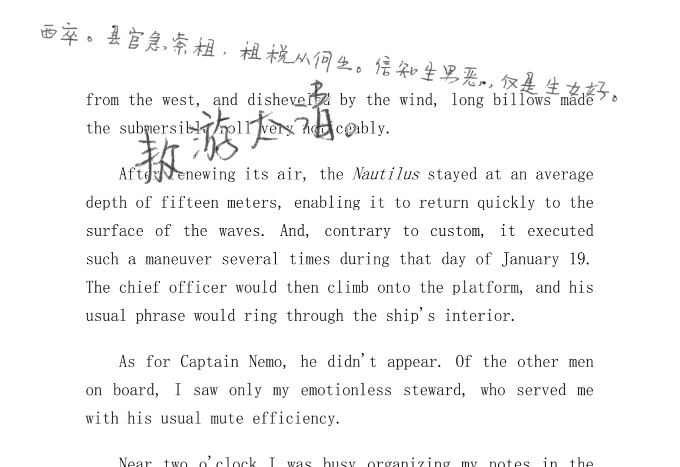 西卒。县官急索租，租税从何出。信知生男恶，反是生女好。
from the west, and disheveled by the wind, long billows made
the submersible roll very noticeably.
敖游太清。
After renewing its air, the Nautilus stayed at an average
depth of fifteen meters, enabling it to return quickly to the
surface of the waves. And, contrary to custom, it executed
such a maneuver several times during that day of January 19.
The chief officer would then climb onto the platform, and his
usual phrase would ring through the ship's interior.
As for Captain Nemo, he didn't appear. Of the other men
on board, I saw only my emotionless steward, who served me
with his usual mute efficiency.
Near two o'clock I was busy organizing my notes in the